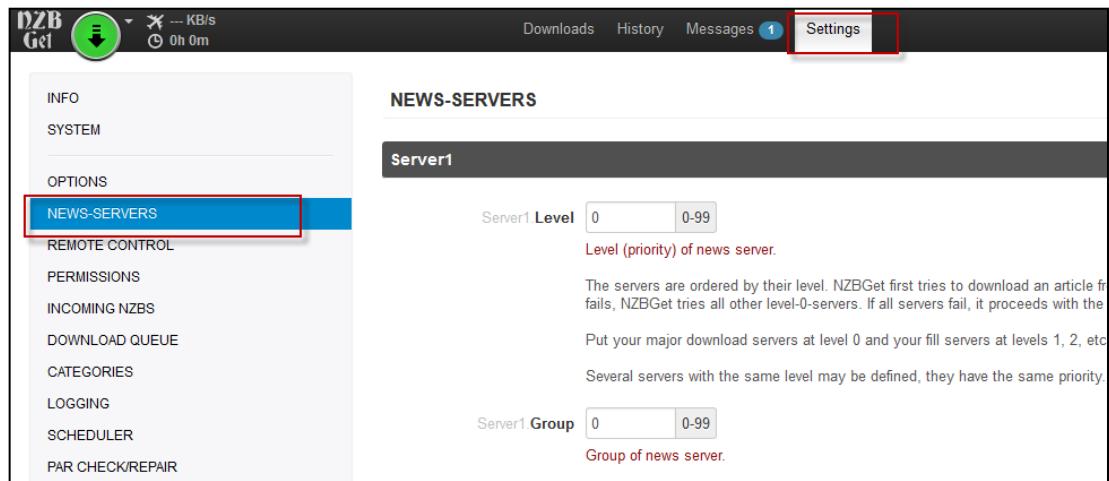 NZBGet
--- KB/s
0h 0m
Downloads History Messages 1 Settings
INFO
SYSTEM
OPTIONS
NEWS-SERVERS
REMOTE CONTROL
PERMISSIONS
INCOMING NZBS
DOWNLOAD QUEUE
CATEGORIES
LOGGING
SCHEDULER
PAR CHECK/REPAIR
NEWS-SERVERS
Server1
Server1.Level 0 0-99
Level (priority) of news server.
The servers are ordered by their level. NZBGet first tries to download an article
fails, NZBGet tries all other level-0-servers. If all servers fail, it proceeds with the
Put your major download servers at level 0 and your fill servers at levels 1, 2, etc
Several servers with the same level may be defined, they have the same priority.
Server1.Group 0 0-99
Group of news server.